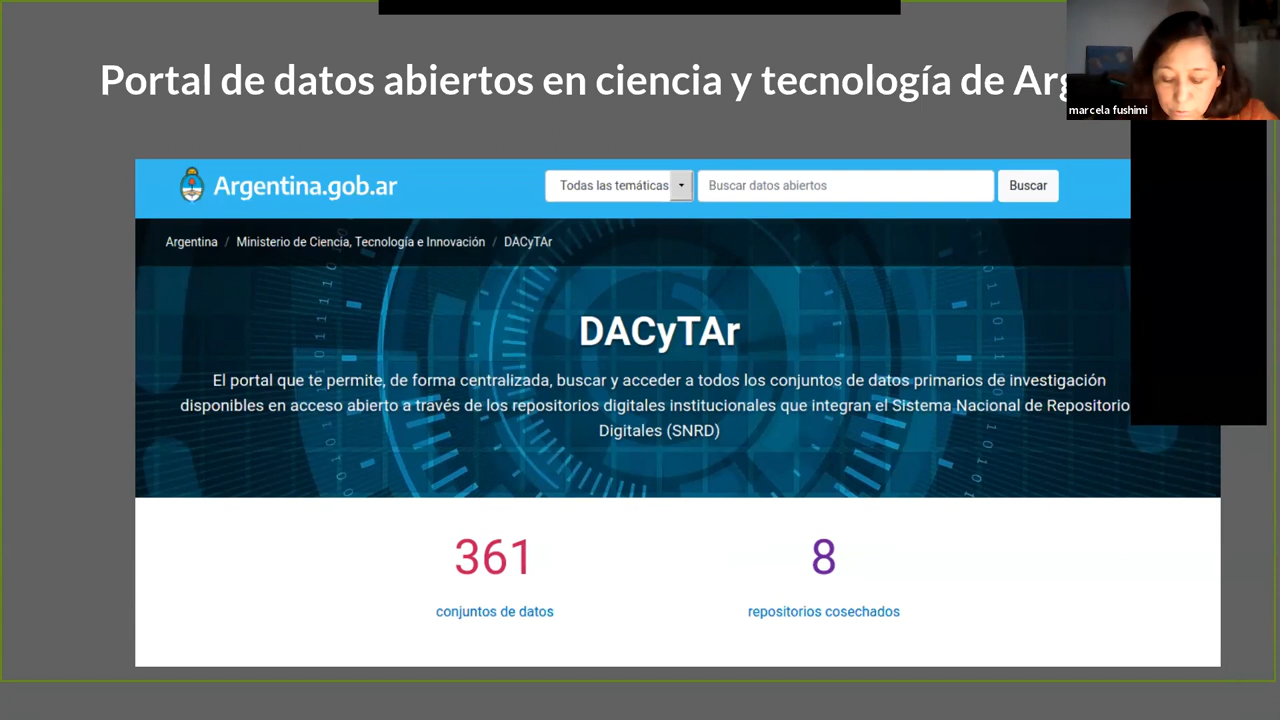 Portal de datos abiertos en ciencia y tecnología de
marcela fushimi
Argentina.gob.ar
Todas las temáticas
Buscar datos abiertos
Buscar
Argentina / Ministerio de Ciencia, Tecnología e Innovación / DACyTAr
DACyTAr
El portal que te permite, de forma centralizada, buscar y acceder a todos los conjuntos de datos primarios de investigación
disponibles en acceso abierto a través de los repositorios digitales institucionales que integran el Sistema Nacional de Repositorio
Digitales (SNRD)
361
8
conjuntos de datos
repositorios cosechados